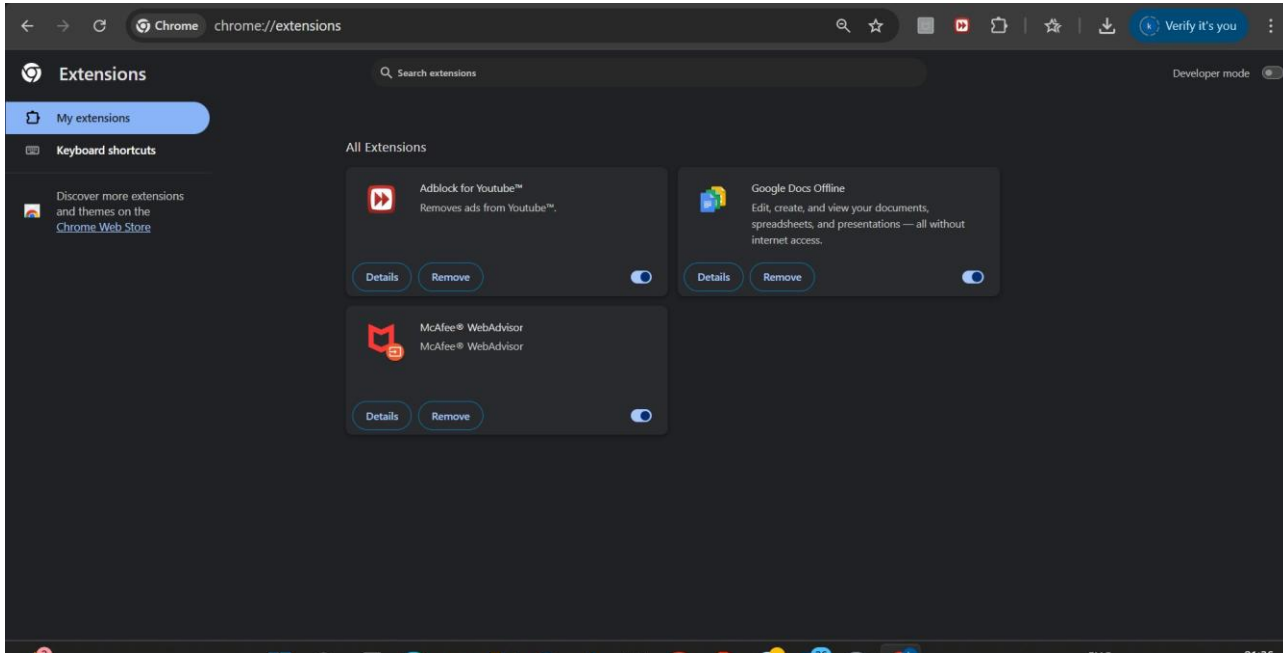 Chrome chrome://extensions Verify it's you
Extensions
Search extensions
Developer mode
My extensions
Keyboard shortcuts
Discover more extensions
and themes on the
Chrome Web Store
All Extensions
Adblock for Youtube™
Removes ads from Youtube™.
Details Remove
Google Docs Offline
Edit, create, and view your documents,
spreadsheets, and presentations — all without
internet access.
Details Remove
McAfee® WebAdvisor
McAfee® WebAdvisor
Details Remove